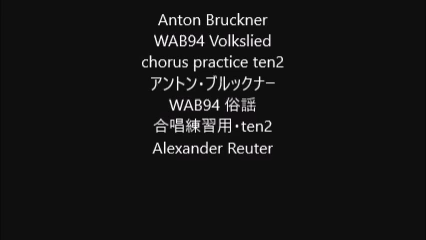 Anton Bruckner
WAB94 Volkslied
chorus practice ten2
アントン・ブルックナー
WAB94 俗謡
合唱練習用・ten2
Alexander Reuter